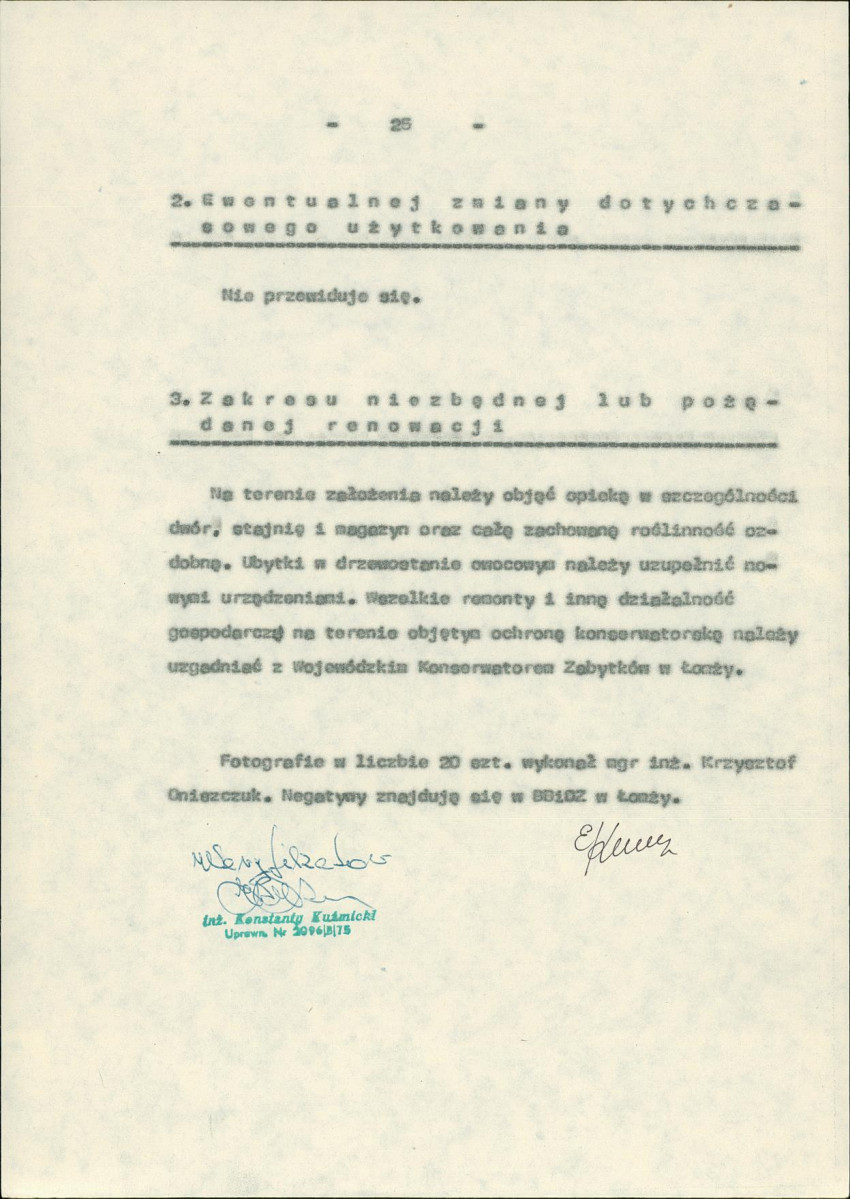 - 25 -
2. Ewentualnej zmiany dotychcza-
sowego użytkowania
Nie przewiduje się.
3. Zakresu niezbędnej lub pożą-
danej renowacji
Na terenie założenia należy objąć opieką w szczególności
dwór, stajnię i magazyn oraz całą zachowaną roślinność oz-
dobną. Ubytki w drzewostanie owocowym należy uzupełnić no-
wymi urządzeniami. Wszelkie remonty i inną działalność
gospodarczą na terenie objętym ochroną konserwatorską należy
uzgadniać z Wojewódzkim Konserwatorem Zabytków w Łomży.
Fotografie w liczbie 20 szt. wykonał mgr inż. Krzysztof
Oniszczuk. Negatywy znajdują się w BBiDZ w Łomży.
Weryfikator
inż. Konstanty Kuźmicki
Uprawn. Nr 2096/B/75